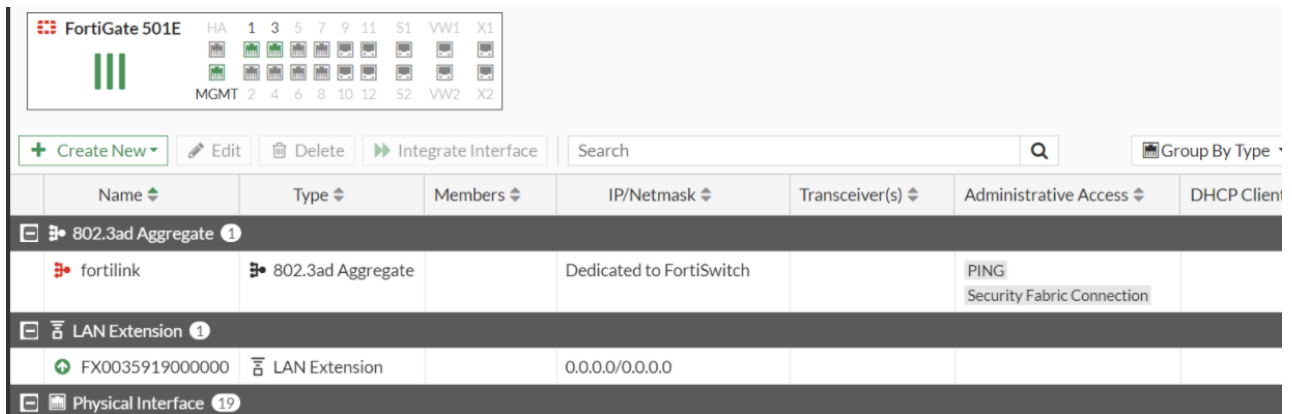 FortiGate 501E HA 1 3 5 7 9 11 S1 VW1 X1
MGMT 2 4 6 8 10 12 S2 VW2 X2
Create New Edit Delete Integrate Interface Search Group By Type
Name Type Members IP/Netmask Transceiver(s) Administrative Access DHCP Client
802.3ad Aggregate 1
fortilink 802.3ad Aggregate Dedicated to FortiSwitch PING
Security Fabric Connection
LAN Extension 1
FX0035919000000 LAN Extension 0.0.0.0/0.0.0.0
Physical Interface 19